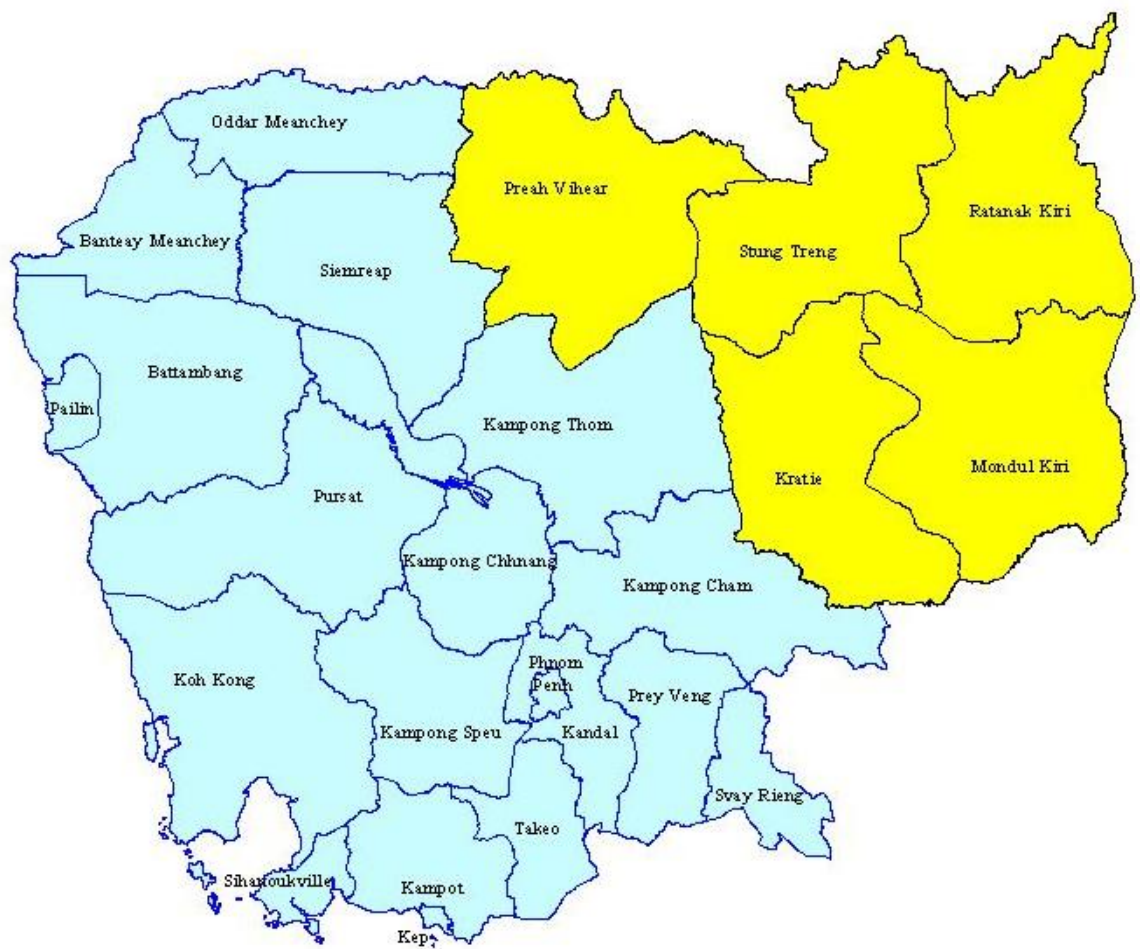 Oddar Meanchey
Preah Vihear
Ratanak Kiri
Banteay Meanchey
Stung Treng
Siemreap
Battambang
Pailin
Kampong Thom
Mondul Kiri
Kratie
Pursat
Kampong Chhnang
Kampong Cham
Phnom
Penh
Koh Kong
Prey Veng
Kampong Speu
Kandal
Svay Rieng
Takeo
Sihanoukville
Kampot
Kep